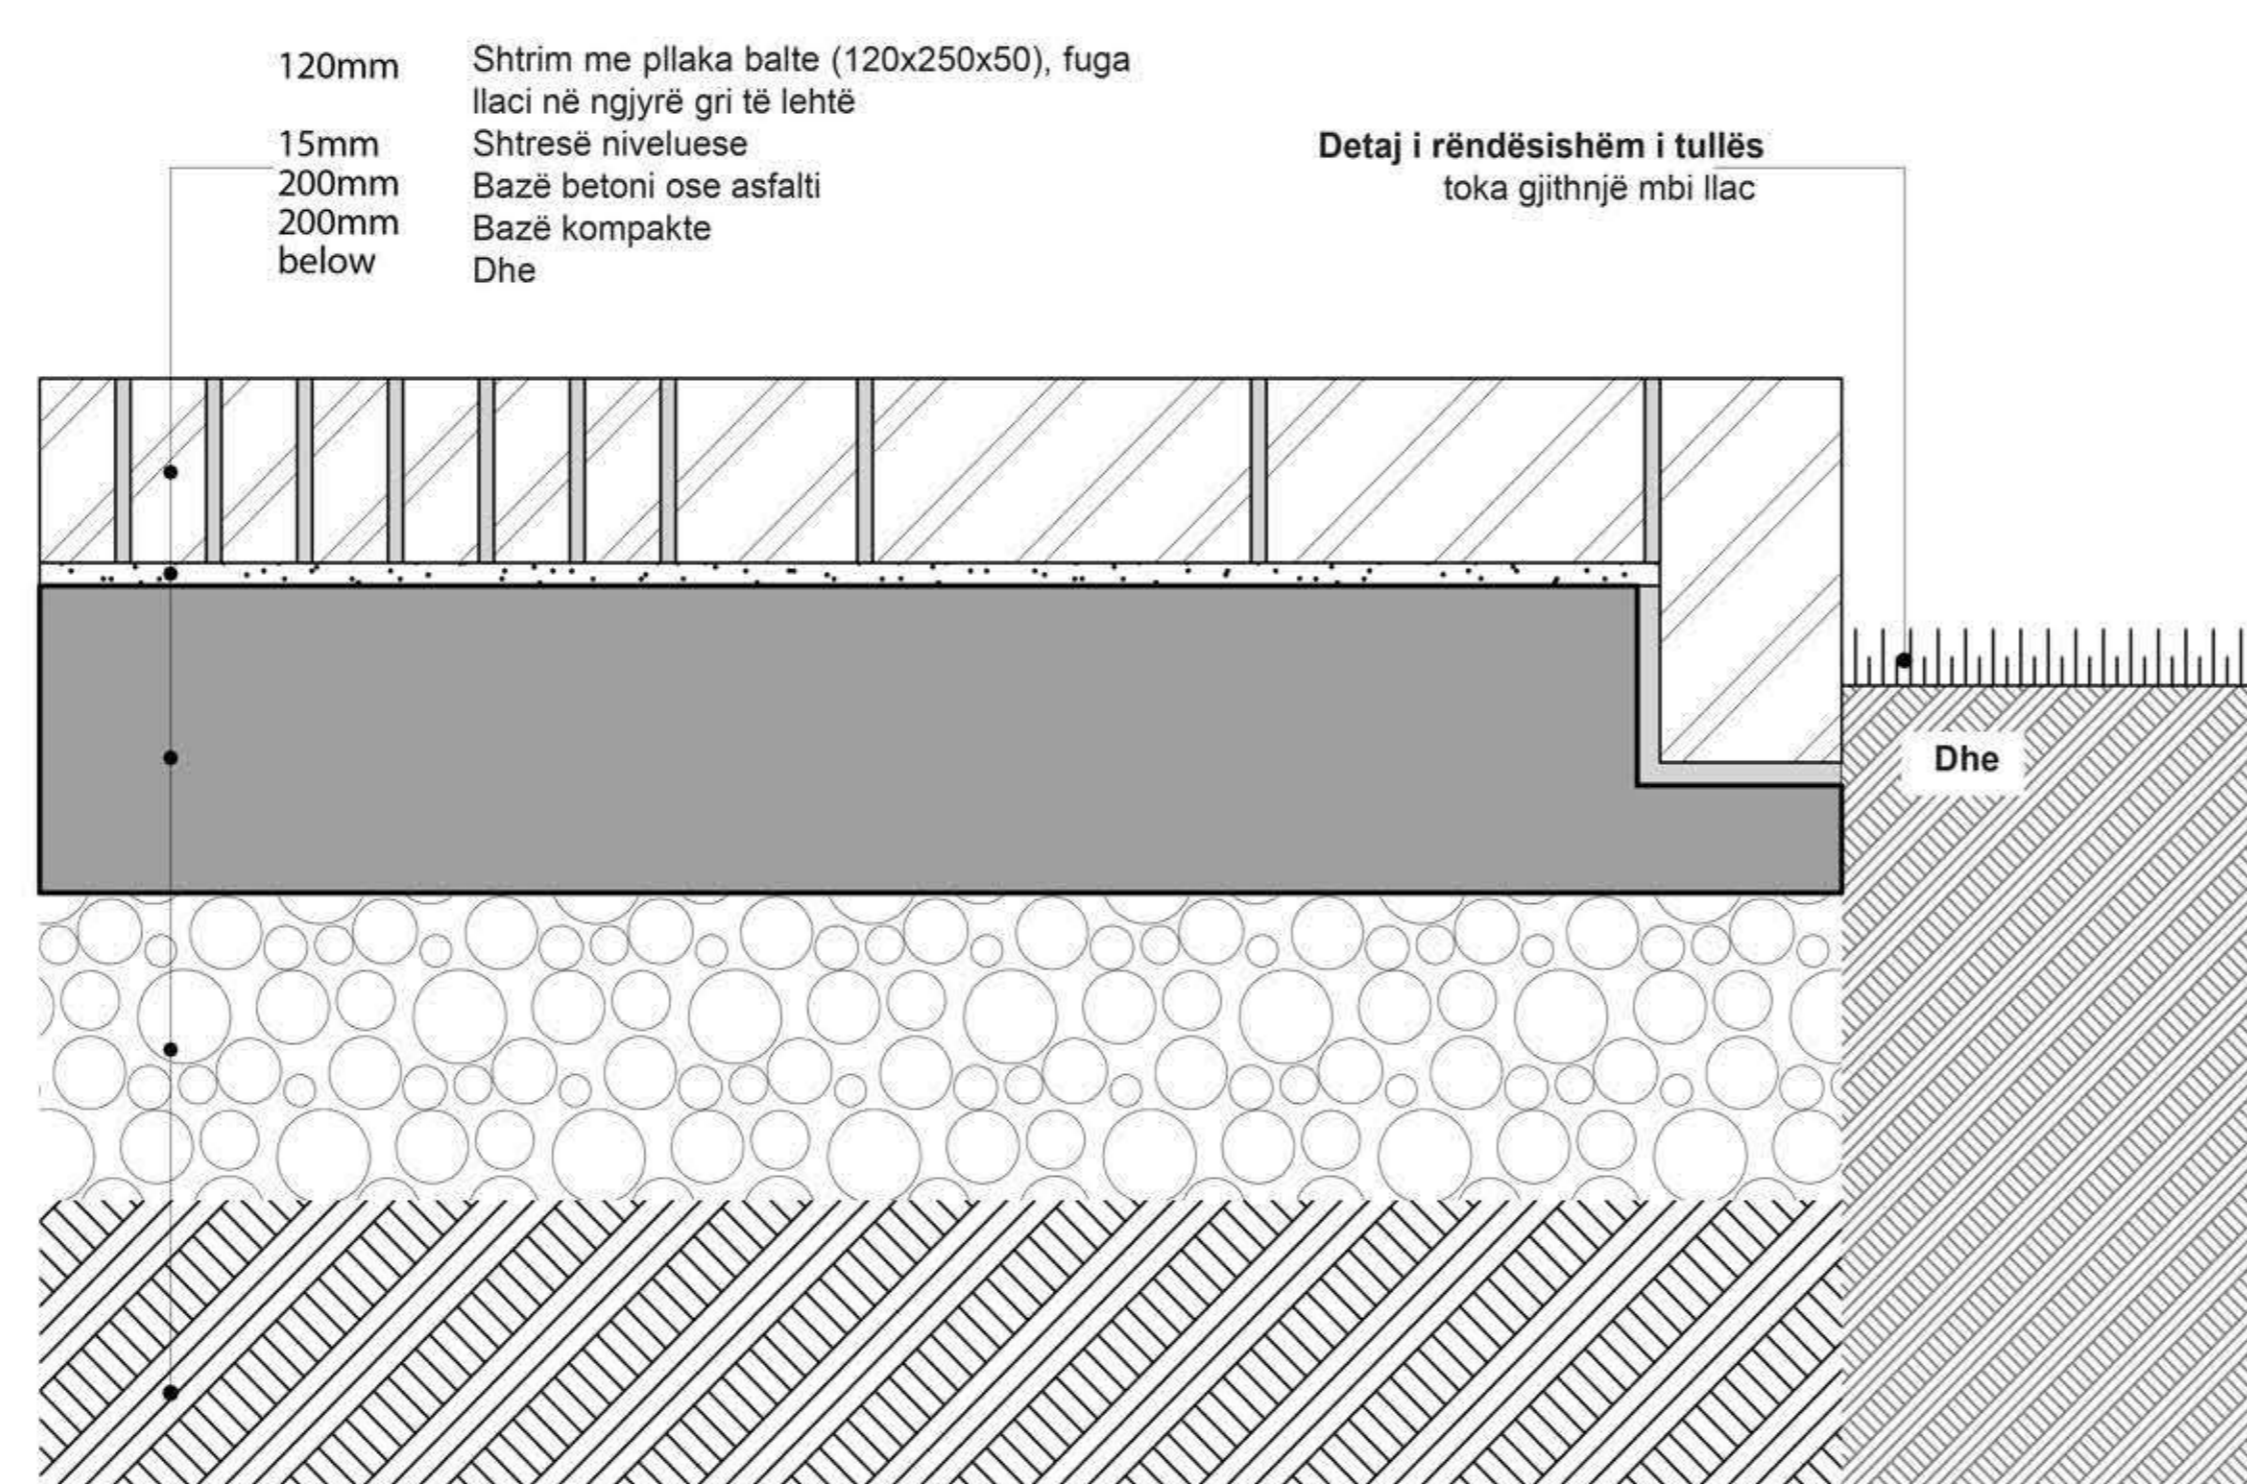 120mm Shtrim me pllaka balte (120x250x50), fuga
llaci në ngjyrë gri të lehtë
15mm Shtresë niveluese
200mm Bazë betoni ose asfalti
200mm Bazë kompakte
below Dhe
Detaj i rëndësishëm i tullës
toka gjithnjë mbi llac
Dhe